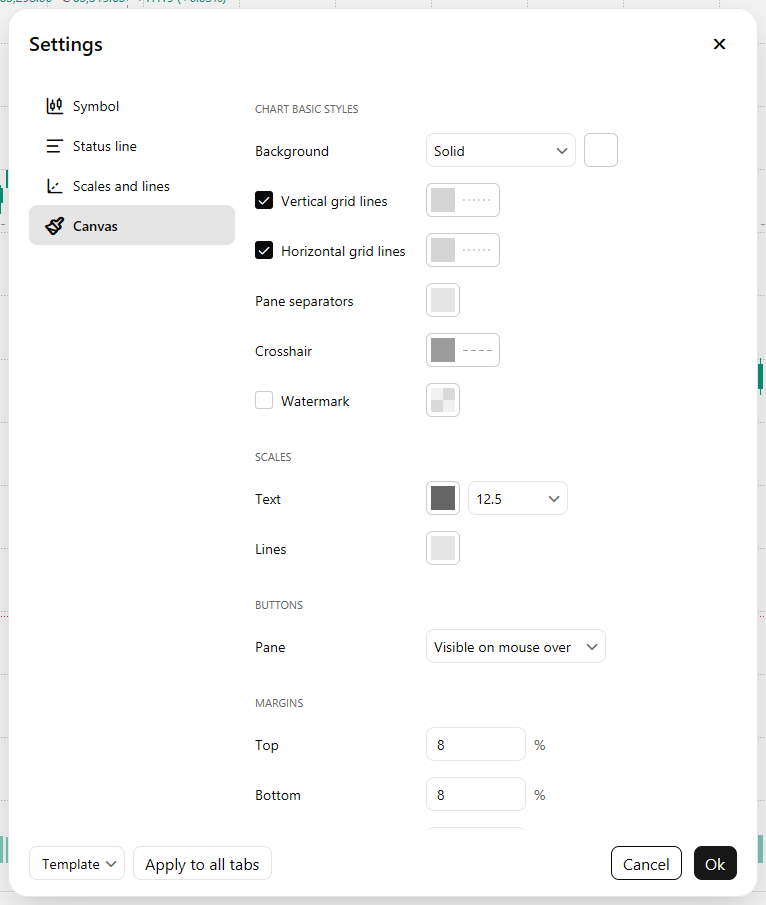 Settings
Symbol
Status line
Scales and lines
Canvas
CHART BASIC STYLES
Background Solid
Vertical grid lines
Horizontal grid lines
Pane separators
Crosshair
Watermark
SCALES
Text 12.5
Lines
BUTTONS
Pane Visible on mouse over
MARGINS
Top 8 %
Bottom 8 %
Template Apply to all tabs Cancel Ok